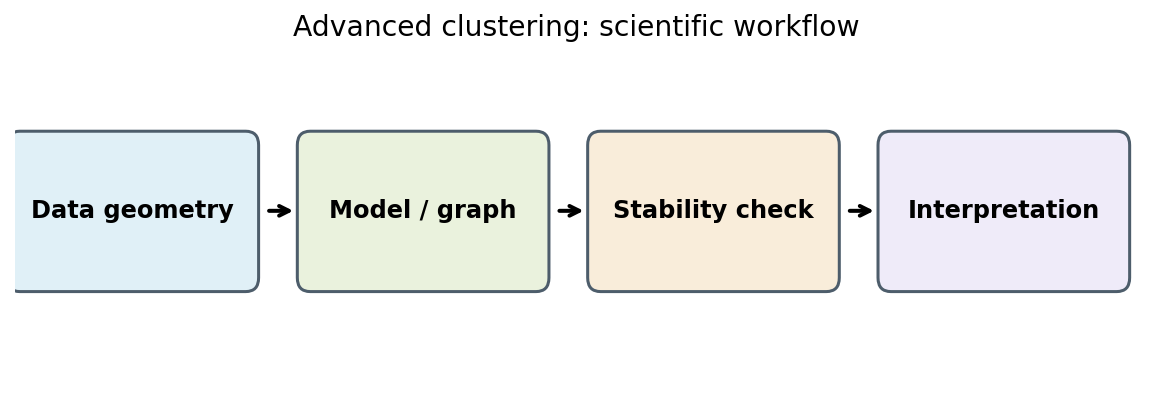 Advanced clustering: scientific workflow
Data geometry
Model / graph
Stability check
Interpretation